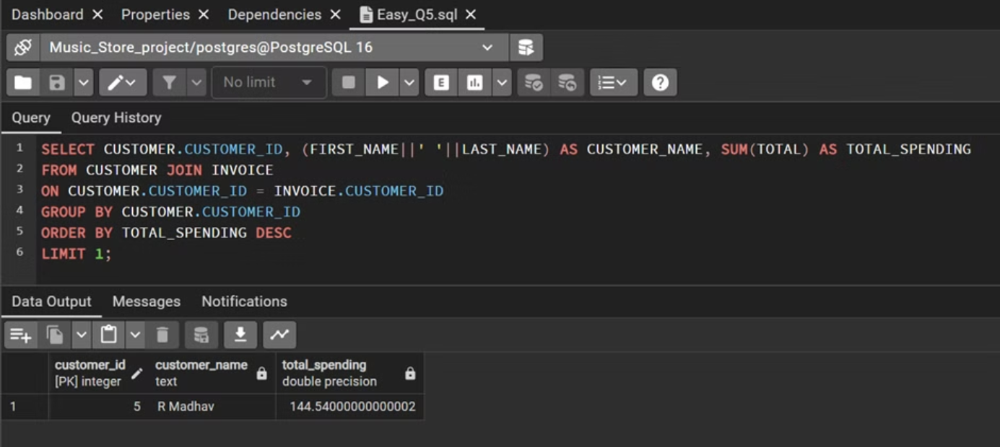 Dashboard Properties Dependencies Easy_Q5.sql
Music_Store_project/postgres@PostgreSQL 16
No limit E
Query Query History
1 SELECT CUSTOMER.CUSTOMER_ID, (FIRST_NAME||' '||LAST_NAME) AS CUSTOMER_NAME, SUM(TOTAL) AS TOTAL_SPENDING
2 FROM CUSTOMER JOIN INVOICE
3 ON CUSTOMER.CUSTOMER_ID = INVOICE.CUSTOMER_ID
4 GROUP BY CUSTOMER.CUSTOMER_ID
5 ORDER BY TOTAL_SPENDING DESC
6 LIMIT 1;
Data Output Messages Notifications
customer_id customer_name total_spending
[PK] integer text double precision
1 5 R Madhav 144.54000000000002